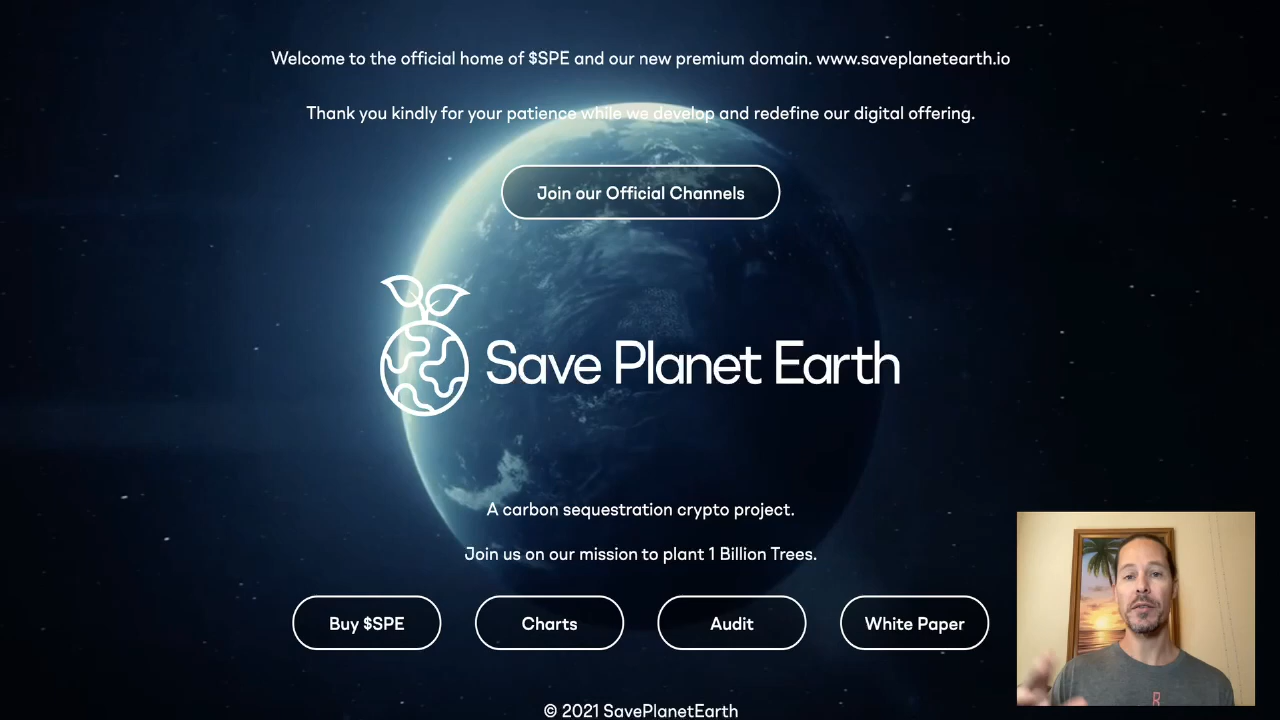 Welcome to the official home of $SPE and our new premium domain. www.saveplanetearth.io
Thank you kindly for your patience while we develop and redefine our digital offering.
Join our Official Channels
Save Planet Earth
A carbon sequestration crypto project.
Join us on our mission to plant 1 Billion Trees.
Buy $SPE
Charts
Audit
White Paper
© 2021 SavePlanetEarth